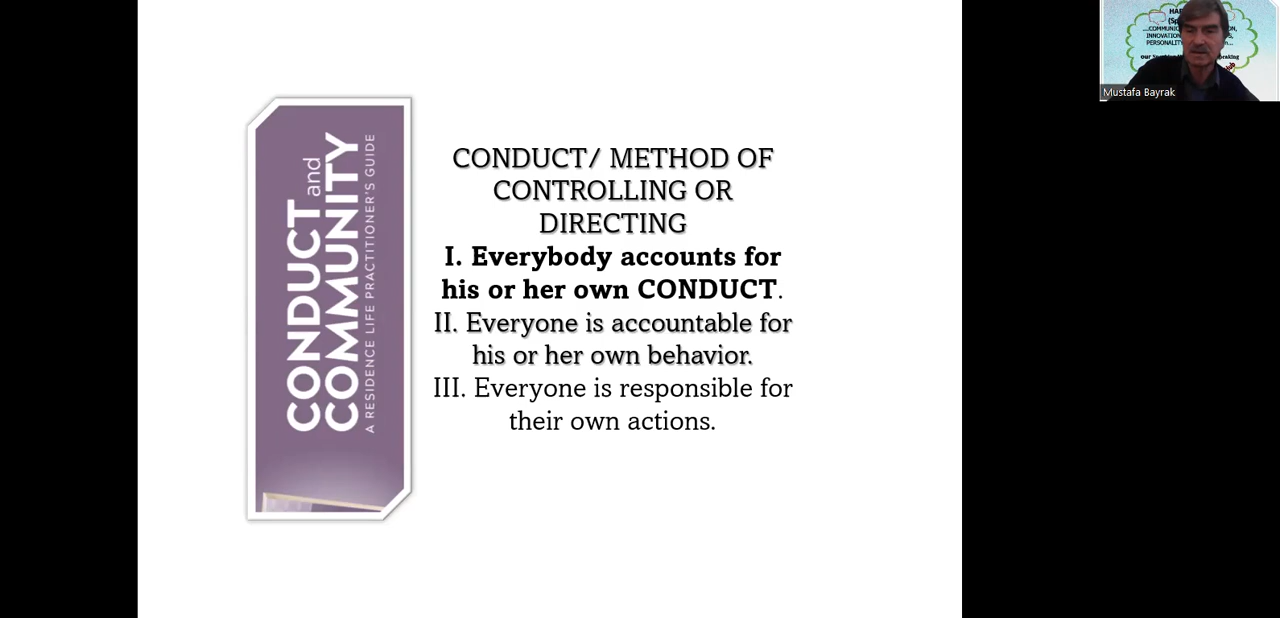 CONDUCT and
COMMUNITY
A RESIDENCE LIFE PRACTITIONER'S GUIDE
CONDUCT/ METHOD OF
CONTROLLING OR
DIRECTING
I. Everybody accounts for
his or her own CONDUCT.
II. Everyone is accountable for
his or her own behavior.
III. Everyone is responsible for
their own actions.
Mustafa Bayrak